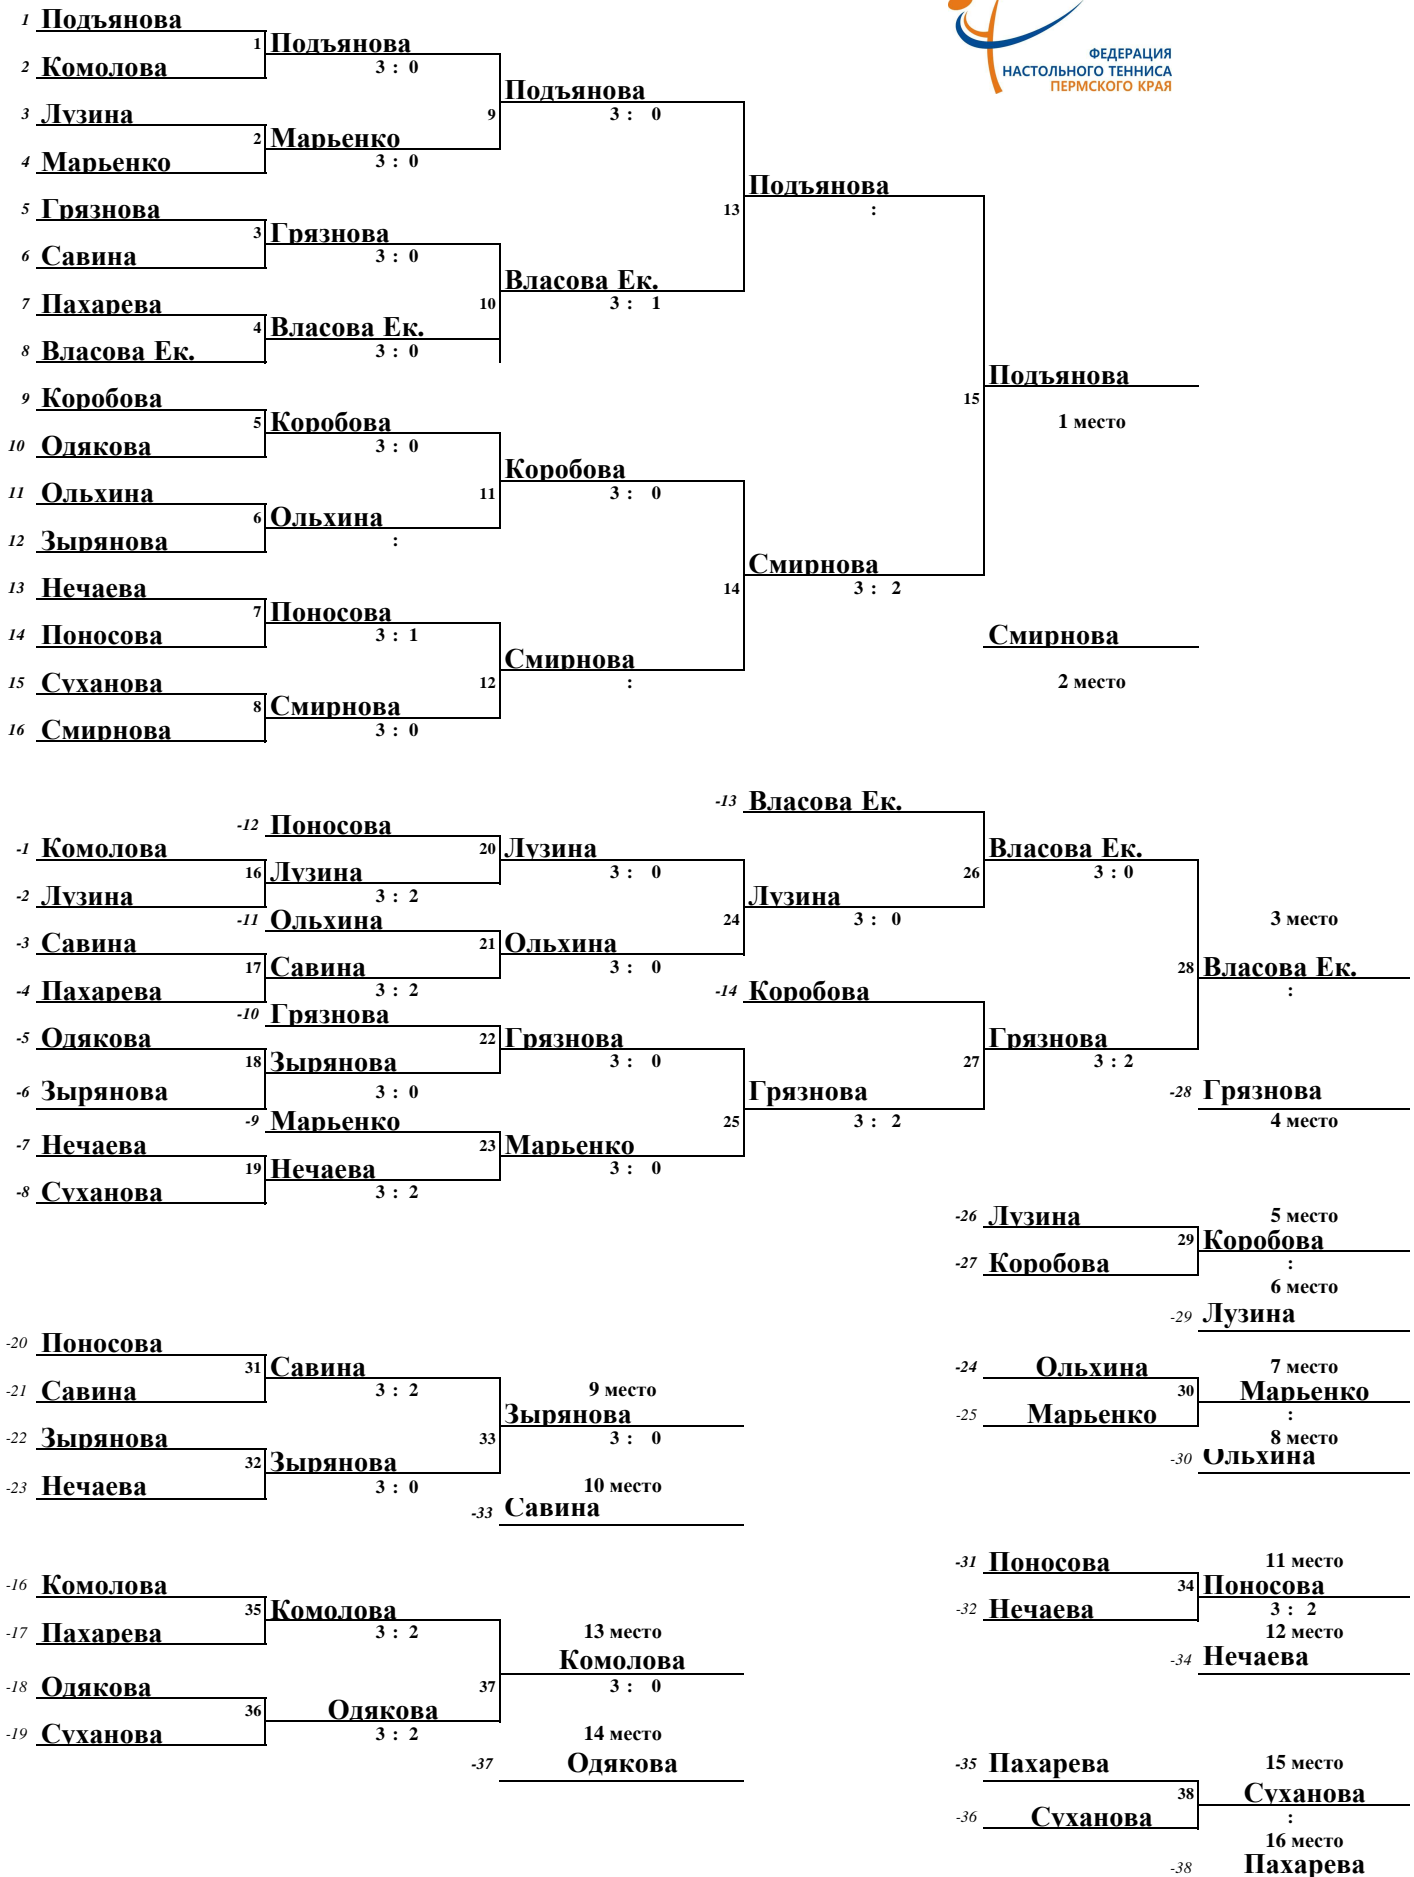 ФЕДЕРАЦИЯ
НАСТОЛЬНОГО ТЕННИСА
ПЕРМСКОГО КРАЯ
1 Подъянова
1 Подъянова
3 : 0
2 Комолова
Подъянова
9 3 : 0
3 Лузина
2 Марьенко
3 : 0
4 Марьенко
Подъянова
13 :
5 Грязнова
3 Грязнова
3 : 0
6 Савина
Власова Ек.
10 3 : 1
7 Пахарева
4 Власова Ек.
3 : 0
8 Власова Ек.
Подъянова
15
1 место
9 Коробова
5 Коробова
3 : 0
10 Одякова
Коробова
11 3 : 0
11 Ольхина
6 Ольхина
:
12 Зырянова
Смирнова
14 3 : 2
13 Нечаева
7 Поносова
3 : 1
14 Поносова
Смирнова
2 место
Смирнова
12 :
15 Суханова
8 Смирнова
3 : 0
16 Смирнова
-13 Власова Ек.
-12 Поносова
-1 Комолова
20 Лузина
3 : 0
Власова Ек.
26 3 : 0
16 Лузина
3 : 2
-2 Лузина
Лузина
24 3 : 0
-11 Ольхина
3 место
-3 Савина
21 Ольхина
3 : 0
17 Савина
3 : 2
28 Власова Ек.
:
-4 Пахарева
-14 Коробова
-10 Грязнова
-5 Одякова
22 Грязнова
3 : 0
Грязнова
27 3 : 2
18 Зырянова
3 : 0
-6 Зырянова
Грязнова
25 3 : 2
-28 Грязнова
4 место
-9 Марьенко
-7 Нечаева
23 Марьенко
3 : 0
19 Нечаева
3 : 2
-8 Суханова
-26 Лузина
5 место
29 Коробова
:
-27 Коробова
6 место
-29 Лузина
-20 Поносова
31 Савина
3 : 2
-21 Савина
9 место
Зырянова
33 3 : 0
-22 Зырянова
32 Зырянова
3 : 0
-23 Нечаева
10 место
-33 Савина
-24 Ольхина
7 место
30 Марьенко
:
-25 Марьенко
8 место
-30 Ольхина
-31 Поносова
11 место
34 Поносова
3 : 2
-32 Нечаева
12 место
-34 Нечаева
-16 Комолова
35 Комолова
3 : 2
-17 Пахарева
13 место
Комолова
37 3 : 0
-18 Одякова
36 Одякова
3 : 2
-19 Суханова
14 место
-37 Одякова
-35 Пахарева
15 место
38 Суханова
:
-36 Суханова
16 место
-38 Пахарева